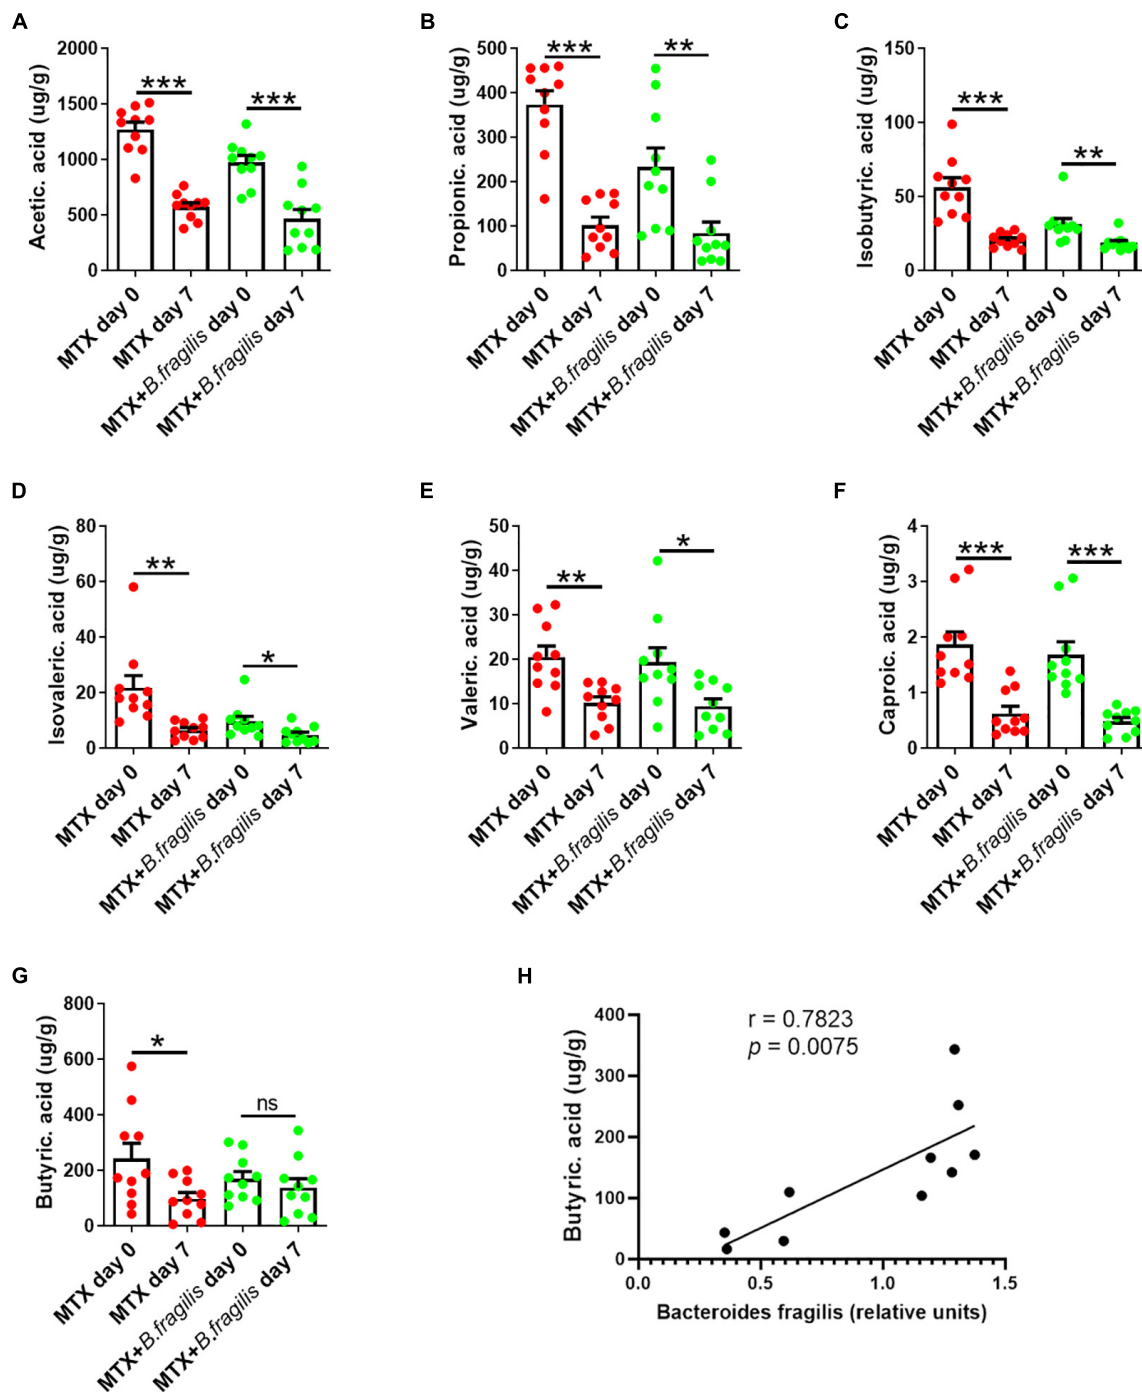 A
Acetic. acid (ug/g)
2000
1500
1000
500
0
***
***
MTX day 0
MTX day 7
MTX+B.fragilis day 0
MTX+B.fragilis day 7
B
Propionic. acid (ug/g)
500
400
300
200
100
0
***
**
MTX day 0
MTX day 7
MTX+B.fragilis day 0
MTX+B.fragilis day 7
C
Isobutyric. acid (ug/g)
150
100
50
0
***
**
MTX day 0
MTX day 7
MTX+B.fragilis day 0
MTX+B.fragilis day 7
D
Isovaleric. acid (ug/g)
80
60
40
20
0
**
*
MTX day 0
MTX day 7
MTX+B.fragilis day 0
MTX+B.fragilis day 7
E
Valeric. acid (ug/g)
50
40
30
20
10
0
**
*
MTX day 0
MTX day 7
MTX+B.fragilis day 0
MTX+B.fragilis day 7
F
Caproic. acid (ug/g)
4
3
2
1
0
***
***
MTX day 0
MTX day 7
MTX+B.fragilis day 0
MTX+B.fragilis day 7
G
Butyric. acid (ug/g)
800
600
400
200
0
*
ns
MTX day 0
MTX day 7
MTX+B.fragilis day 0
MTX+B.fragilis day 7
H
Butyric. acid (ug/g)
400
300
200
100
0
r = 0.7823
p = 0.0075
0.0
0.5
1.0
1.5
Bacteroides fragilis (relative units)